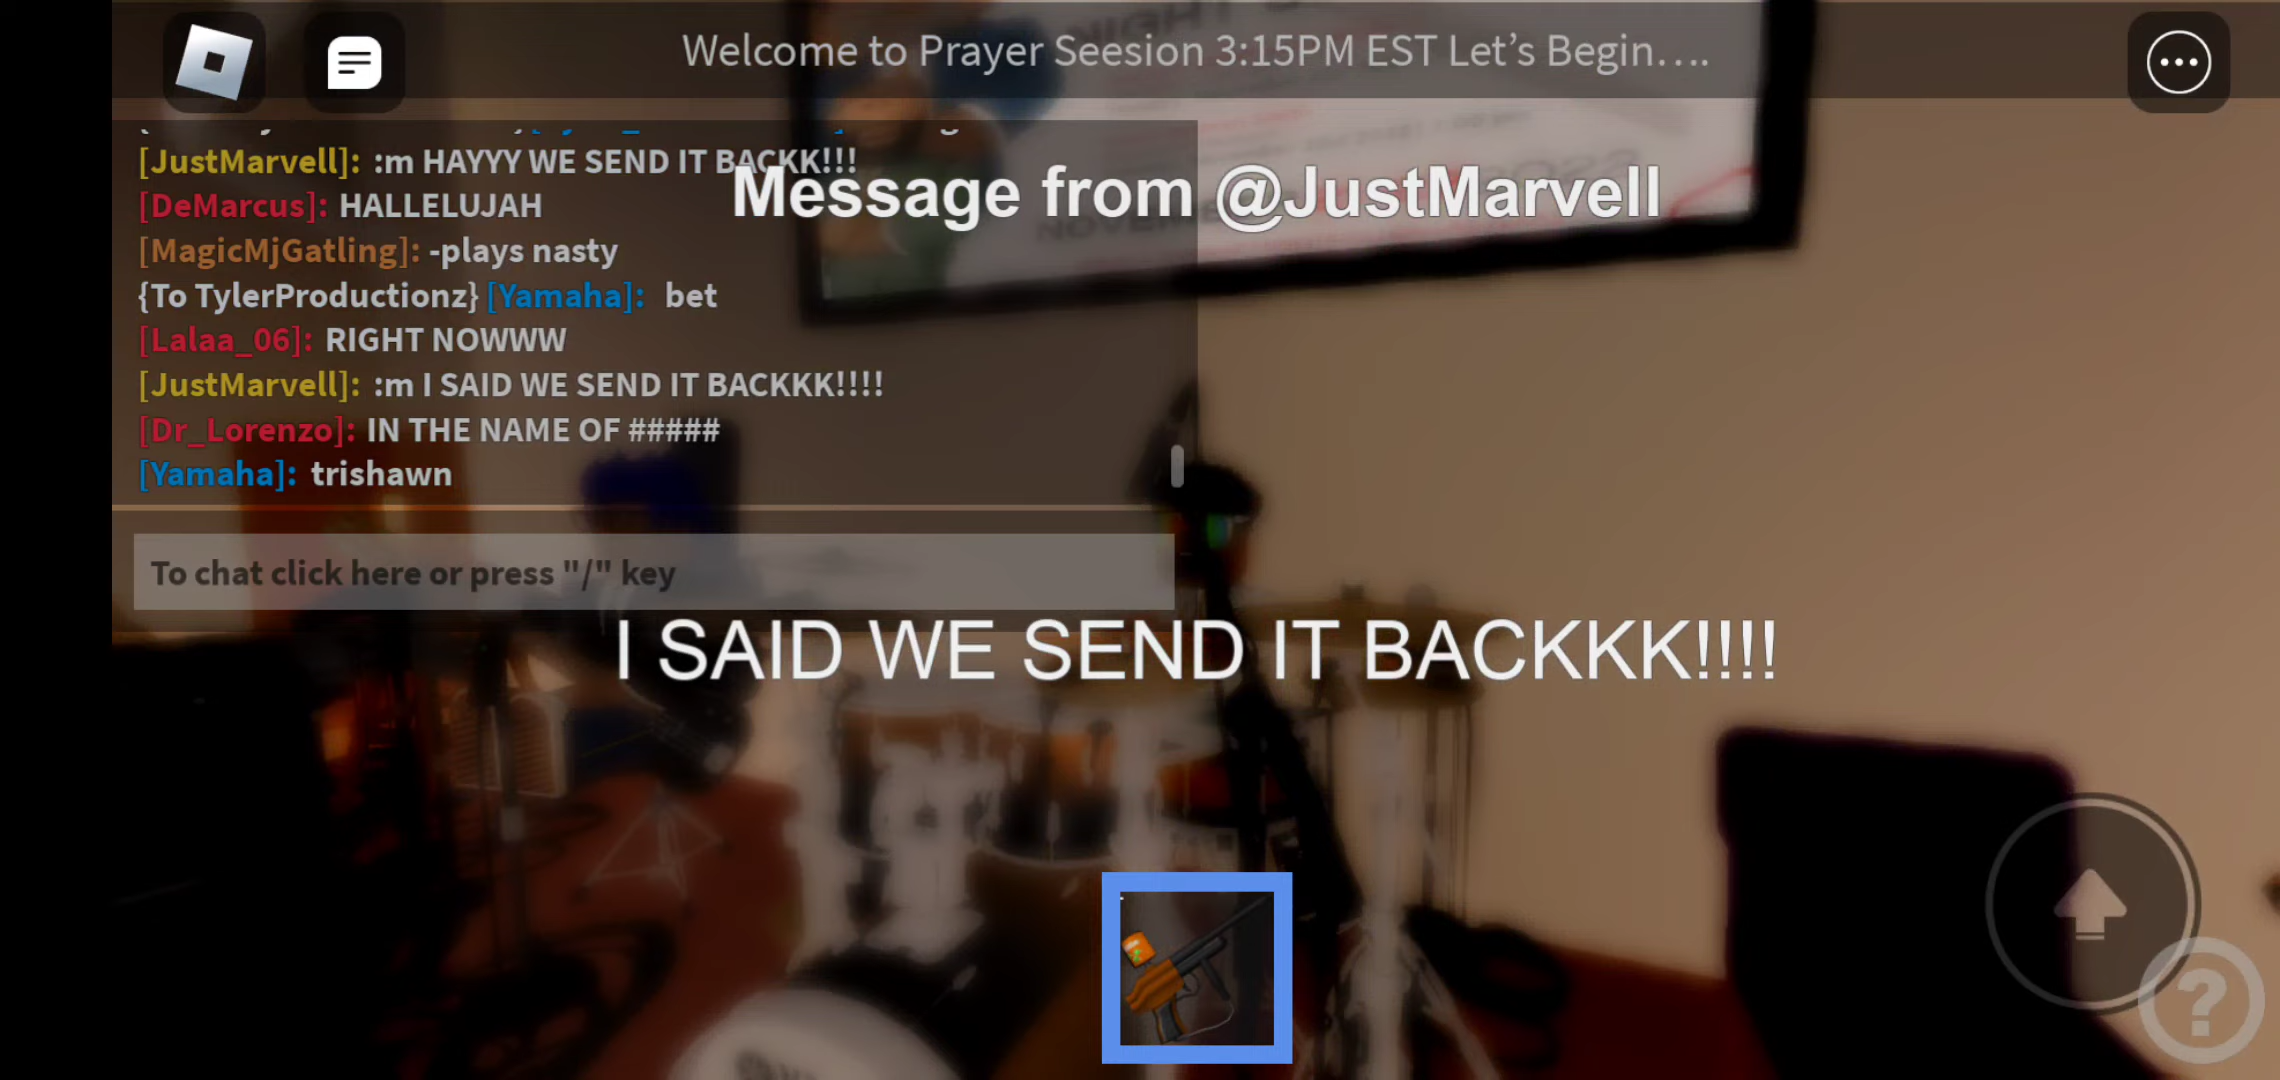 Welcome to Prayer Seesion 3:15PM EST Let’s Begin....
[JustMarvell]: :m HAYYY WE SEND IT BACKK!!!
Message from @JustMarvell
[DeMarcus]: HALLELUJAH
[MagicMjGatling]: -plays nasty
{To TylerProductionz} [Yamaha]: bet
[Lalaa_06]: RIGHT NOWWW
[JustMarvell]: :m I SAID WE SEND IT BACKKK!!!!
[Dr_Lorenzo]: IN THE NAME OF #####
[Yamaha]: trishawn
To chat click here or press "/" key
I SAID WE SEND IT BACKKK!!!!
?